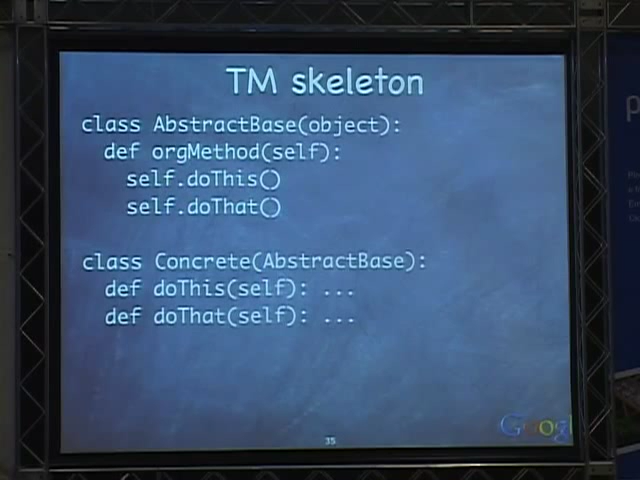 TM skeleton
class AbstractBase(object):
def orgMethod(self):
self.doThis()
self.doThat()
class Concrete(AbstractBase):
def doThis(self): ...
def doThat(self): ...
Googl
35